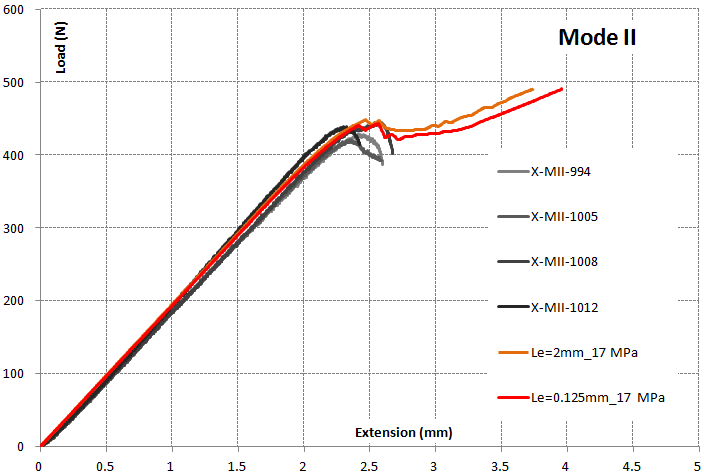 Mode II
Load (N)
600
500
400
300
200
100
0
X-MII-994
X-MII-1005
X-MII-1008
X-MII-1012
Le=2mm_17 MPa
Le=0.125mm_17 MPa
Extension (mm)
0 0.5 1 1.5 2 2.5 3 3.5 4 4.5 5